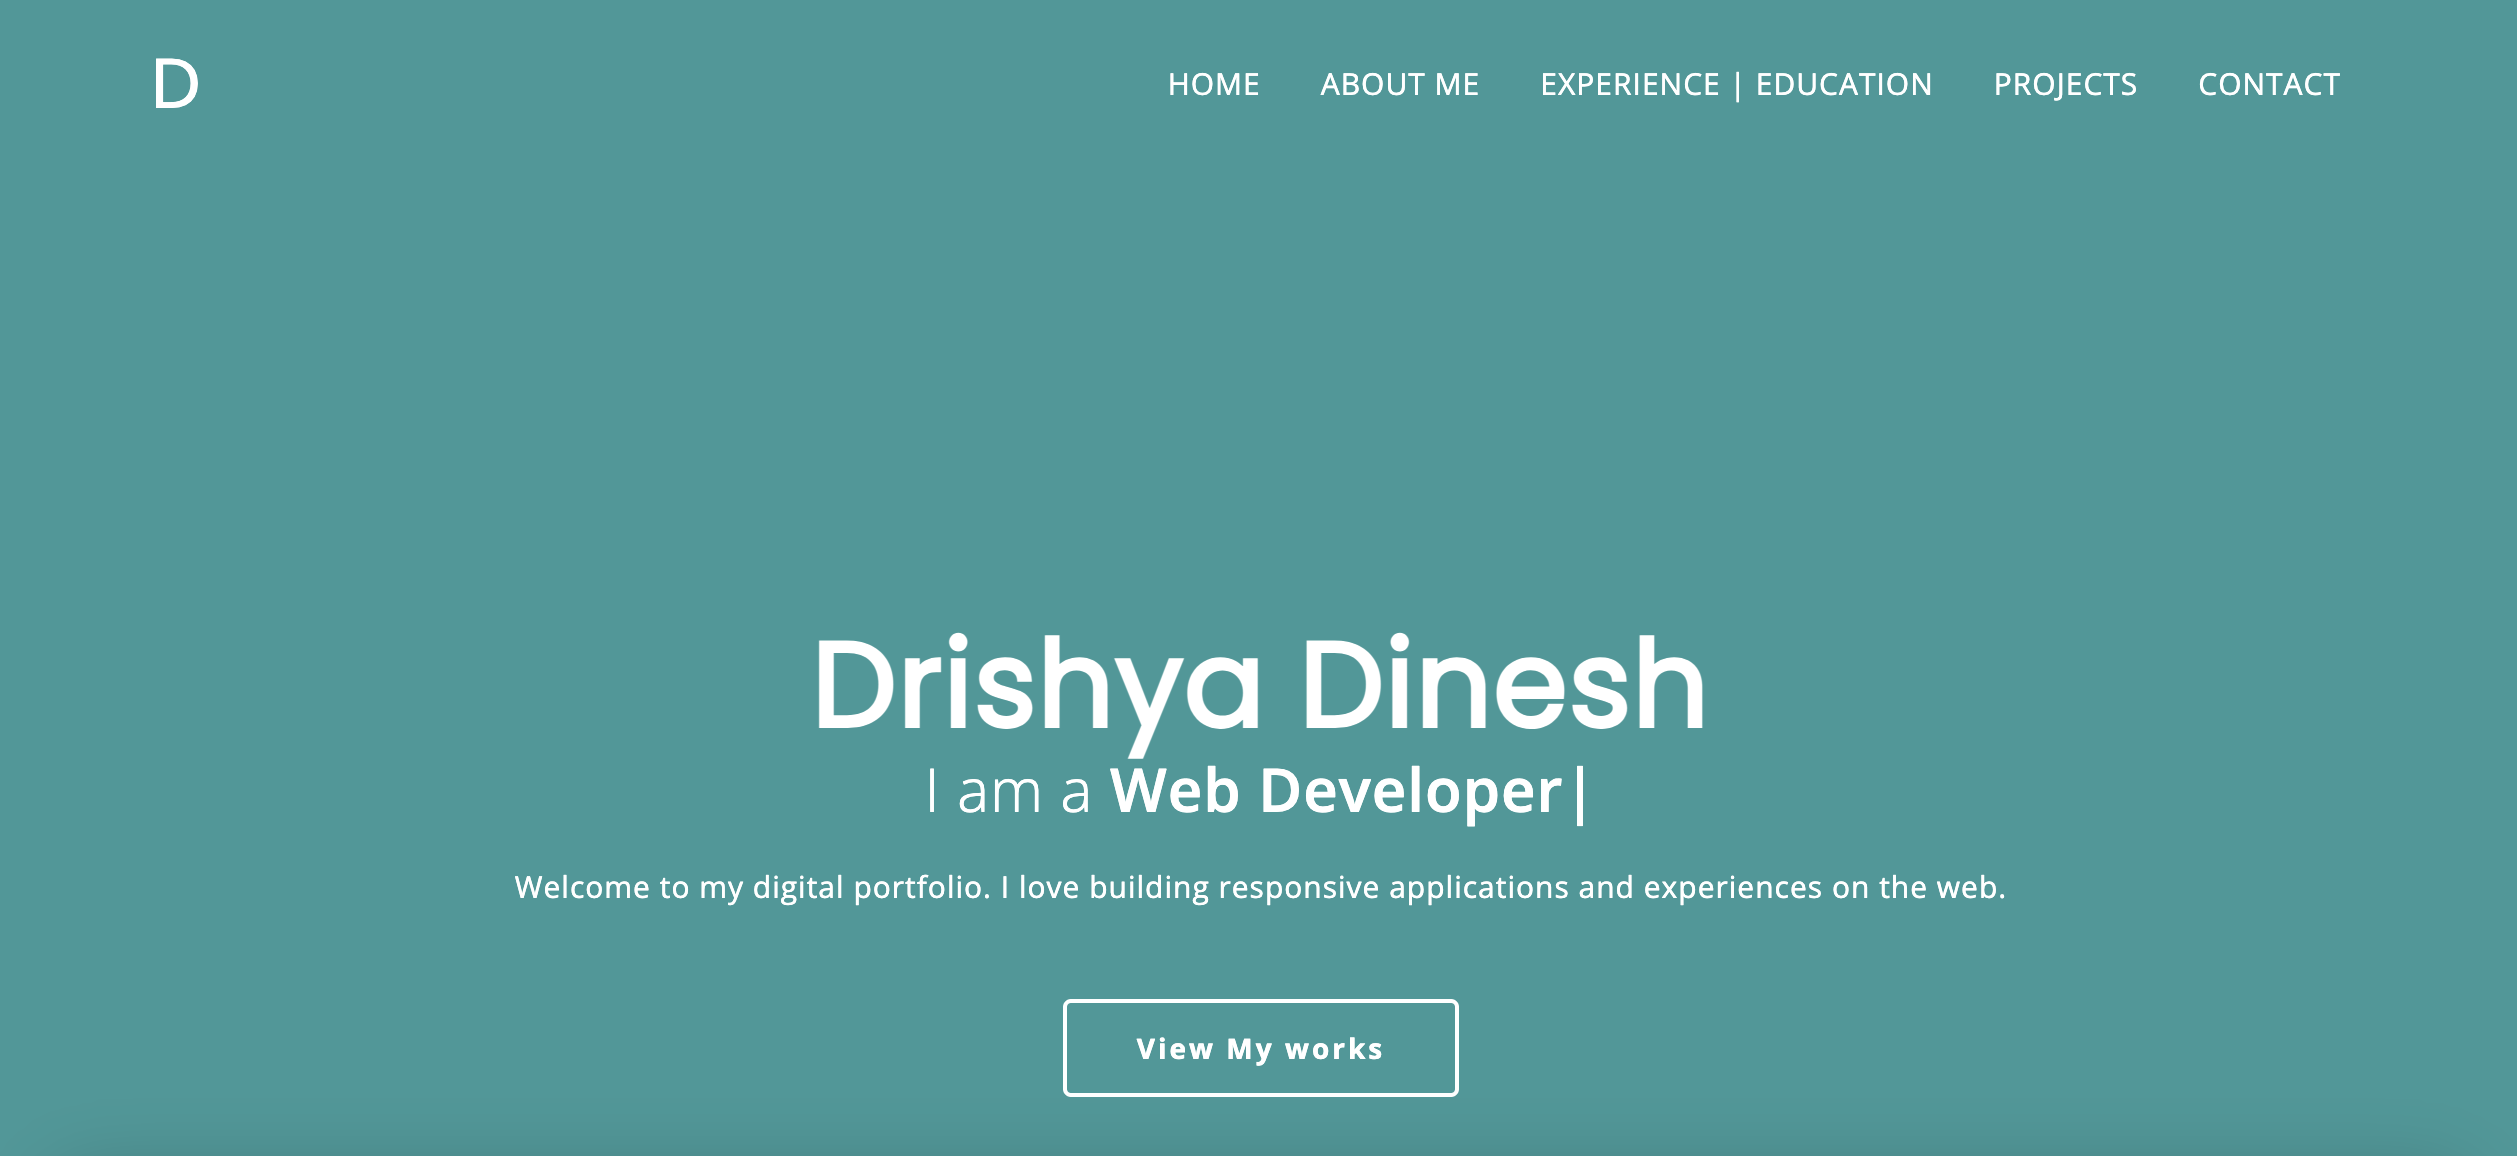 D
HOME ABOUT ME EXPERIENCE | EDUCATION PROJECTS CONTACT
Drishya Dinesh
I am a Web Developer|
Welcome to my digital portfolio. I love building responsive applications and experiences on the web.
View My works